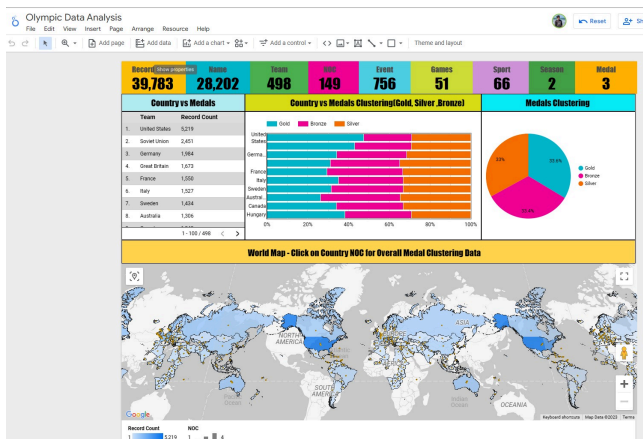 Olympic Data Analysis
File Edit View Insert Page Arrange Resource Help
Reset
Sh
Add page
Add data
Add a chart
Add a control
Theme and layout
Record
Show properties
Name
Team
NOC
Event
Games
Sport
Season
Medal
39,783
28,202
498
149
756
51
66
2
3
Country vs Medals
Team Record Count
1. United States 5,219
2. Soviet Union 2,451
3. Germany 1,984
4. Great Britain 1,673
5. France 1,550
6. Italy 1,527
7. Sweden 1,434
8. Australia 1,306
1 - 100 / 498
Country vs Medals Clustering(Gold, Silver ,Bronze)
Gold Bronze Silver
United States
Germa...
France
Italy
Sweden
Austral...
Canada
Hungary
0% 20% 40% 60% 80% 100%
Medals Clustering
33%
33.6%
Gold
Bronze
Silver
World Map - Click on Country NOC for Overall Medal Clustering Data
NORTH AMERICA
ASIA
SOUTH
OCEANIA
Indian Ocean
Google
Keyboard shortcuts Map Data ©2023 Terms
Record Count
1 5,219
NOC
1 4